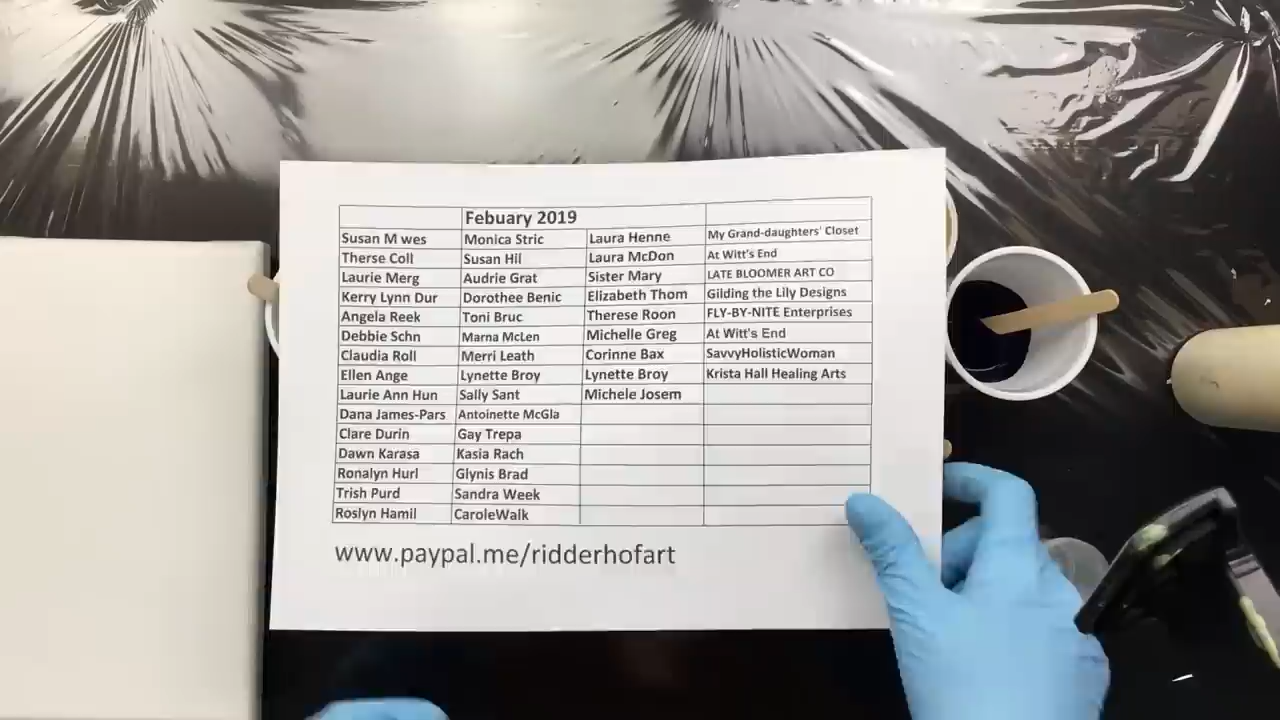 Febuary 2019
Susan M wes Monica Stric Laura Henne My Grand-daughters' Closet
Therse Coll Susan Hil Laura McDon At Witt's End
Laurie Merg Audrie Grat Sister Mary LATE BLOOMER ART CO
Kerry Lynn Dur Dorothee Benic Elizabeth Thom Gilding the Lily Designs
Angela Reek Toni Bruc Therese Roon FLY-BY-NITE Enterprises
Debbie Schn Marna McLen Michelle Greg At Witt's End
Claudia Roll Merri Leath Corinne Bax SavvyHolisticWoman
Ellen Ange Lynette Broy Lynette Broy Krista Hall Healing Arts
Laurie Ann Hun Sally Sant Michele Josem
Dana James-Pars Antoinette McGla
Clare Durin Gay Trepa
Dawn Karasa Kasia Rach
Ronalyn Hurl Glynis Brad
Trish Purd Sandra Week
Roslyn Hamil CaroleWalk
www.paypal.me/ridderhofart